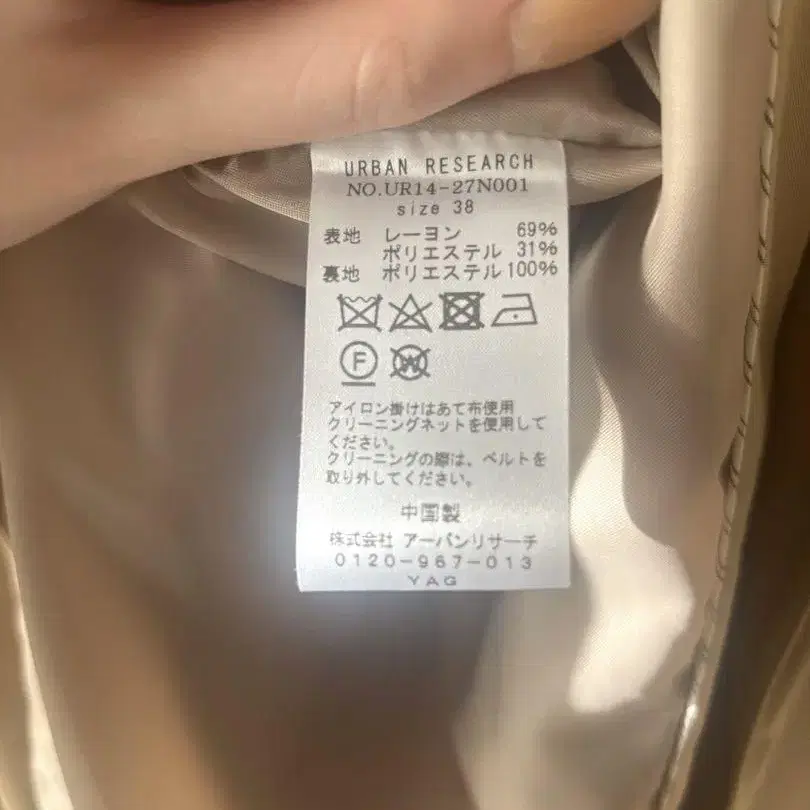 URBAN RESEARCH
NO.UR14-27N001
size 38
表地 レーヨン 69%
ポリエステル 31%
裏地 ポリエステル 100%
F
W
アイロン掛けはあて布使用
クリーニングネットを使用して
ください。
クリーニングの際は、ベルトを
取り外してください。
中国製
株式会社 アーバンリサーチ
0120-967-013
YAG